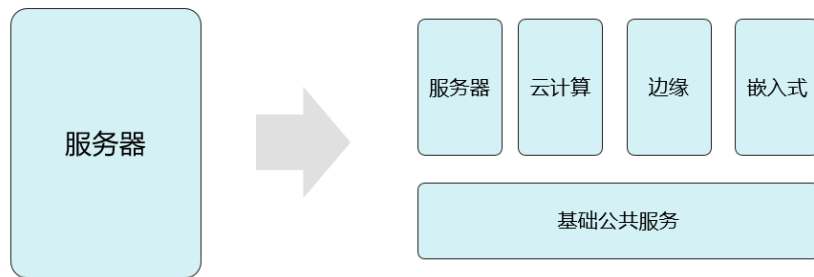 服务器
服务器
云计算
边缘
嵌入式
基础公共服务